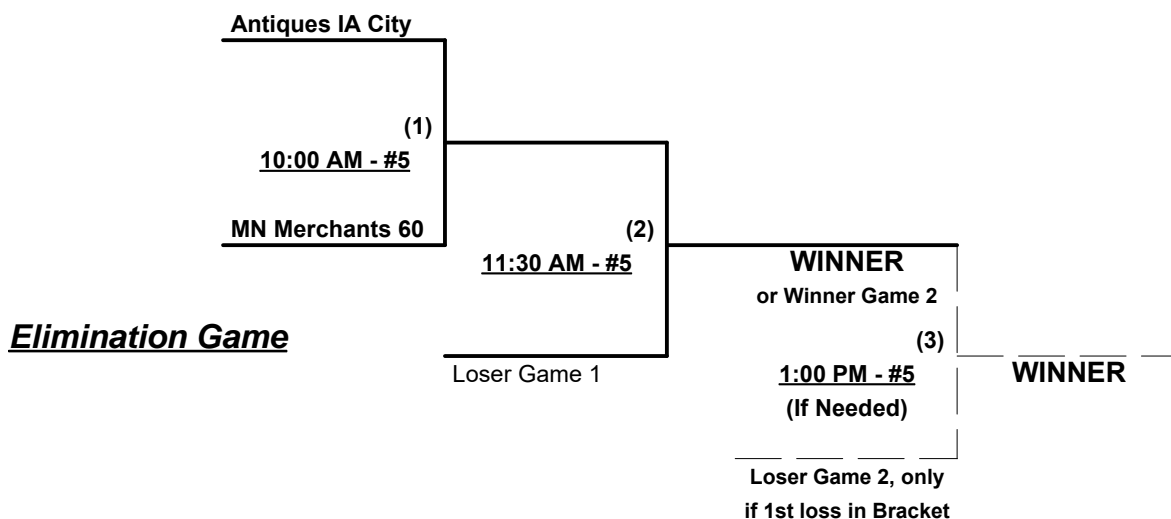 Antiques IA City
(1)
10:00 AM - #5
MN Merchants 60
(2)
11:30 AM - #5
WINNER
or Winner Game 2
Elimination Game
(3)
Loser Game 1
1:00 PM - #5
WINNER
(If Needed)
Loser Game 2, only
if 1st loss in Bracket